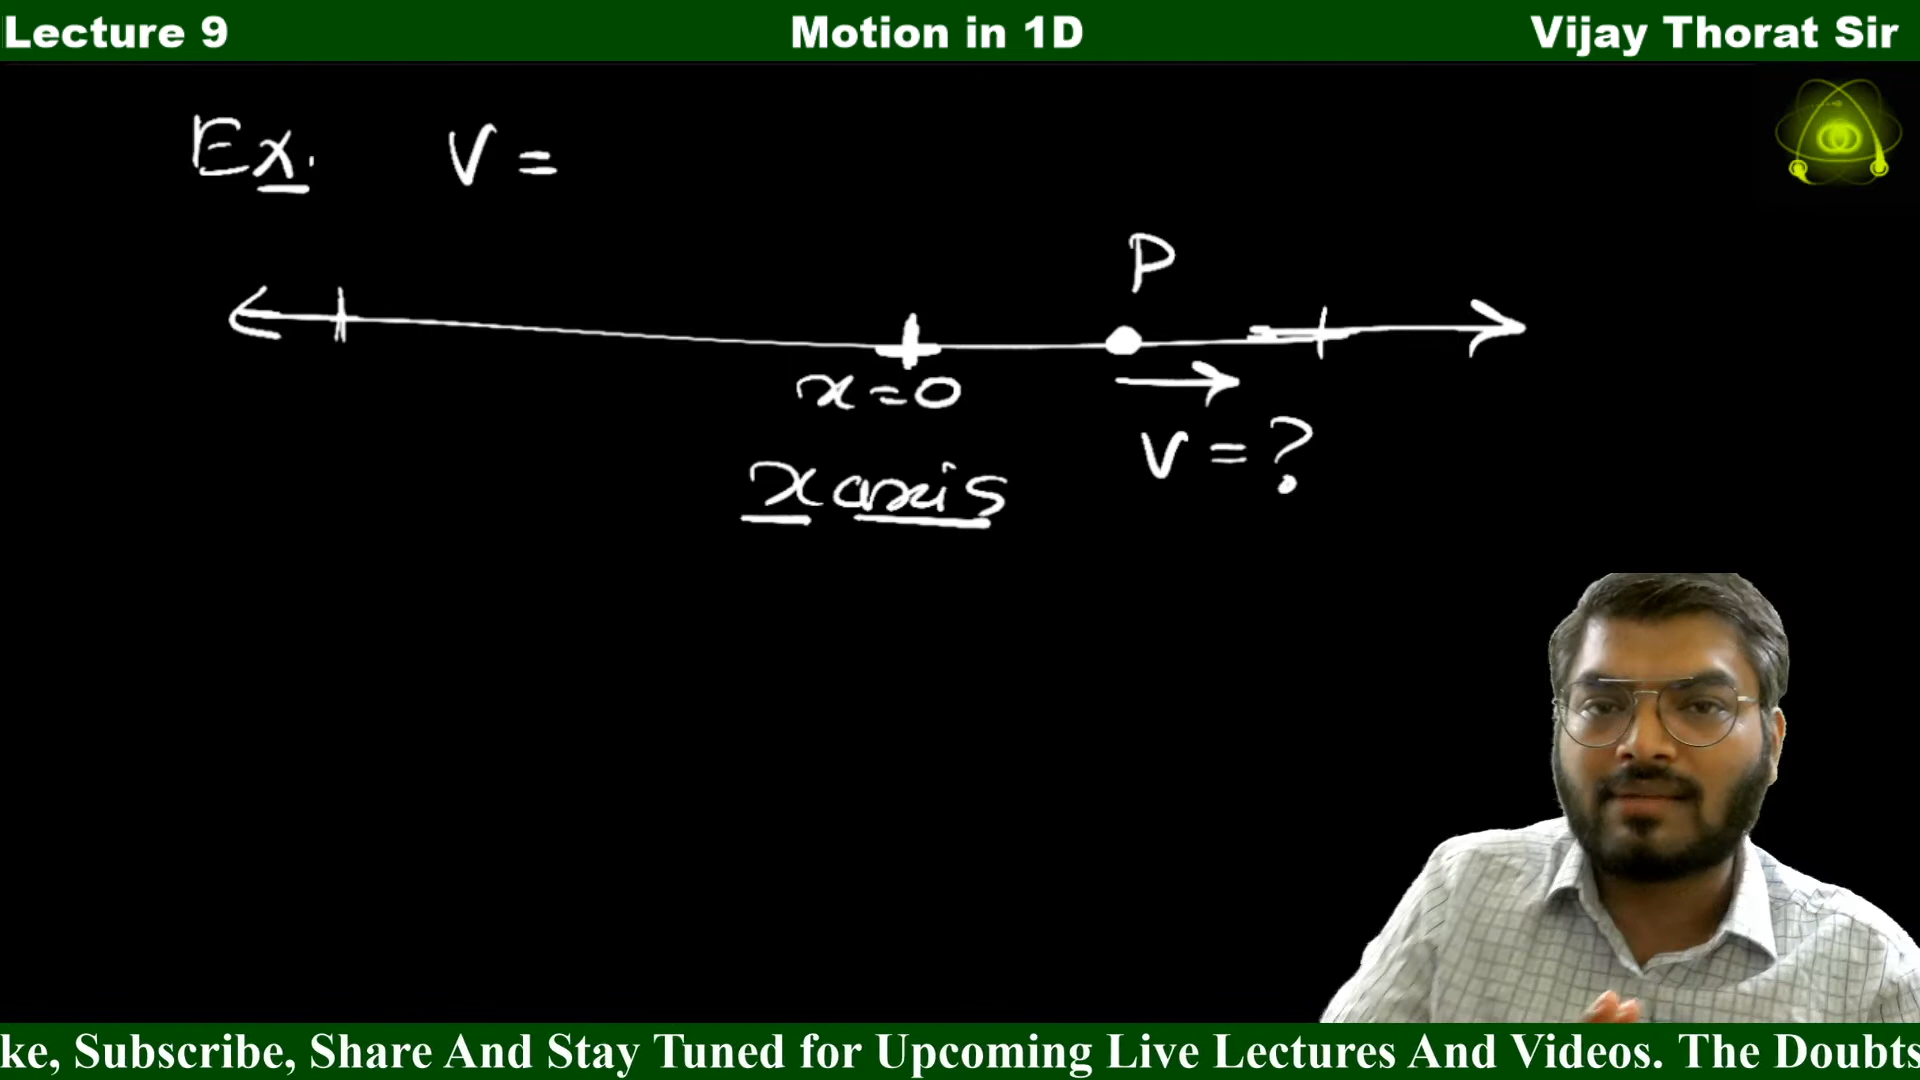 Lecture 9 Motion in 1D Vijay Thorat Sir
Ex. V =
P
x=0
V = ?
x axis
ke, Subscribe, Share And Stay Tuned for Upcoming Live Lectures And Videos. The Doubts